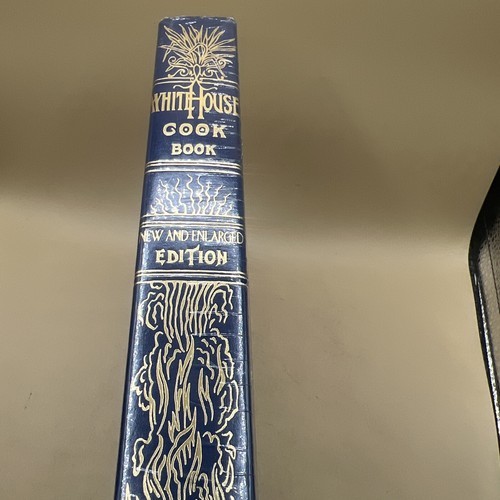 WHITE HOUSE
COOK
BOOK
NEW AND ENLARGED
EDITION